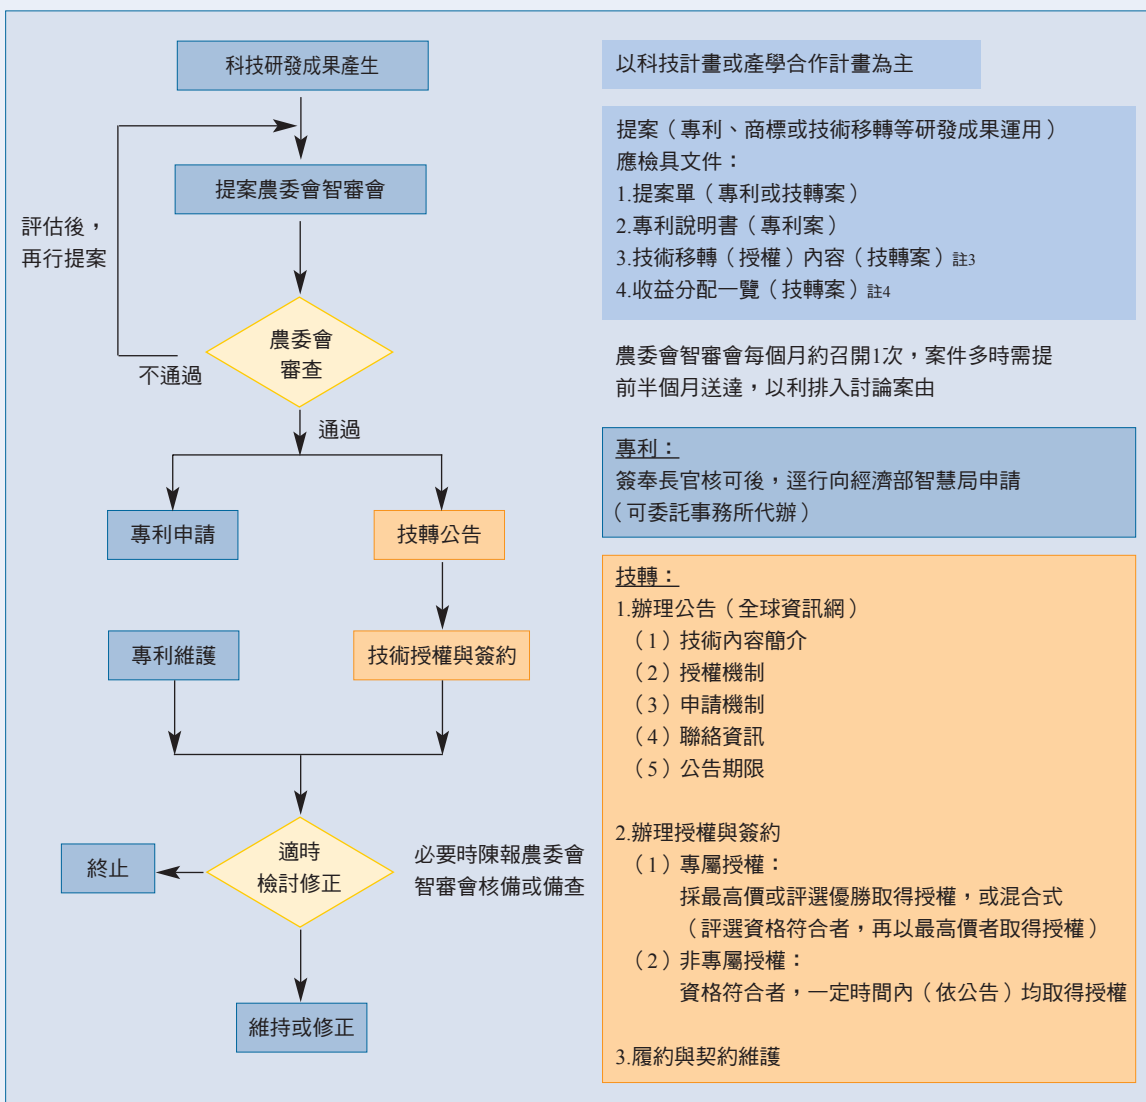 科技研發成果產生
提案農委會智審會
評估後，
再行提案
農委會
審查
不通過
通過
專利申請
技轉公告
專利維護
技術授權與簽約
適時
檢討修正
終止
必要時陳報農委會
智審會核備或備查
維持或修正
以科技計畫或產學合作計畫為主
提案（專利、商標或技術移轉等研發成果運用）
應檢具文件：
1.提案單（專利或技轉案）
2.專利說明書（專利案）
3.技術移轉（授權）內容（技轉案）註3
4.收益分配一覽（技轉案）註4
農委會智審會每個月約召開1次，案件多時需提
前半個月送達，以利排入討論案由
專利：
簽奉長官核可後，逕行向經濟部智慧局申請
（可委託事務所代辦）
技轉：
1.辦理公告（全球資訊網）
（1）技術內容簡介
（2）授權機制
（3）申請機制
（4）聯絡資訊
（5）公告期限
2.辦理授權與簽約
（1）專屬授權：
採最高價或評選優勝取得授權，或混合式
（評選資格符合者，再以最高價者取得授權）
（2）非專屬授權：
資格符合者，一定時間內（依公告）均取得授權
3.履約與契約維護